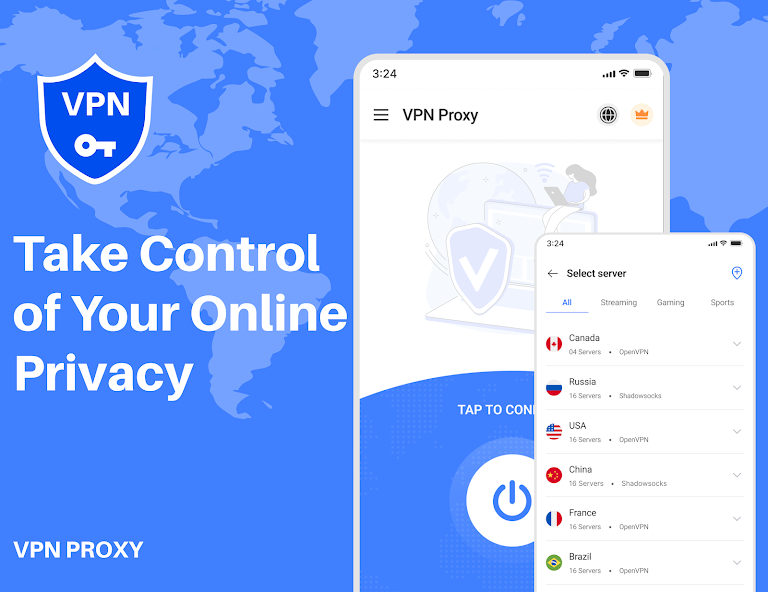 VPN
Take Control
of Your Online
Privacy
VPN PROXY
3:24
VPN Proxy
TAP TO CON
3:24
Select server
All Streaming Gaming Sports
Canada
04 Servers • OpenVPN
Russia
16 Servers • Shadowsocks
USA
16 Servers • OpenVPN
China
16 Servers • Shadowsocks
France
16 Servers • OpenVPN
Brazil
16 Servers • OpenVPN